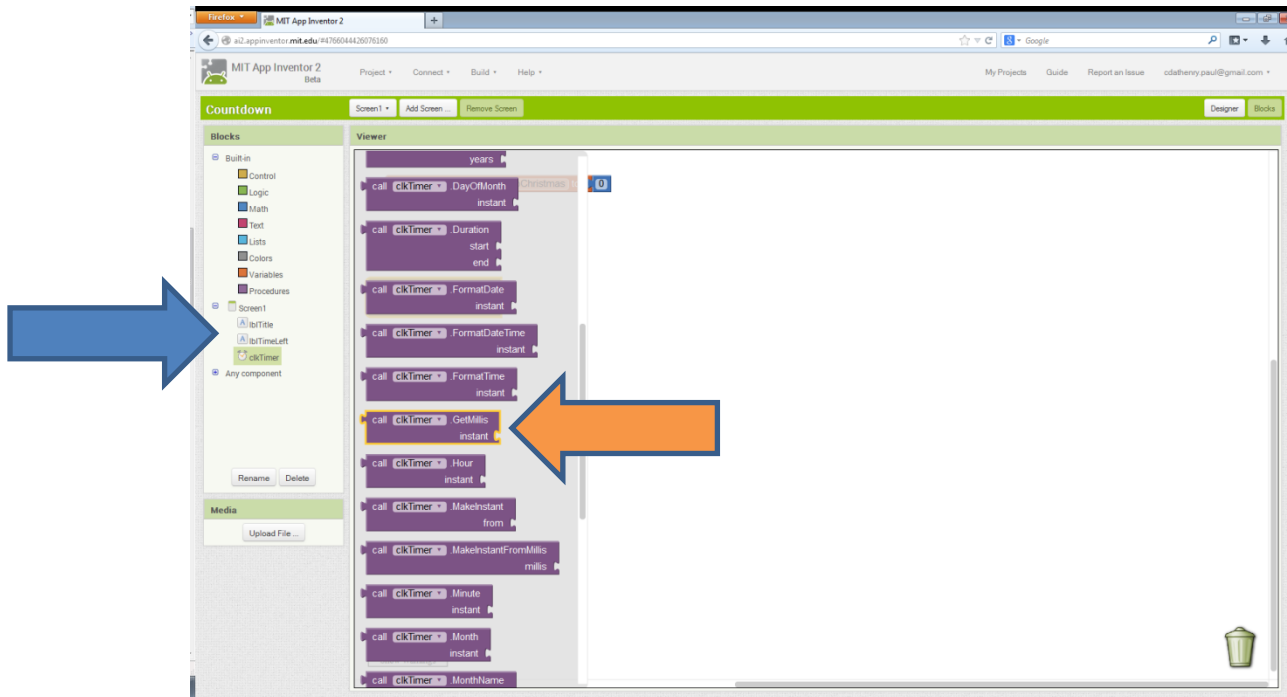 Firefox
MIT App Inventor 2
ai2.appinventor.mit.edu/#4766044426076160
Google
MIT App Inventor 2
Beta
Project Connect Build Help
My Projects Guide Report an Issue cdathenry.paul@gmail.com
Countdown
Screen1 Add Screen ... Remove Screen
Designer Blocks
Blocks
Built-in
Control
Logic
Math
Text
Lists
Colors
Variables
Procedures
Screen1
lblTitle
lblTimeLeft
clkTimer
Any component
Rename Delete
Media
Upload File ...
Viewer
years
call clkTimer .DayOfMonth
instant
Christmas
0
call clkTimer .Duration
start
end
call clkTimer .FormatDate
instant
call clkTimer .FormatDateTime
instant
call clkTimer .FormatTime
instant
call clkTimer .GetMillis
instant
call clkTimer .Hour
instant
call clkTimer .MakeInstant
from
call clkTimer .MakeInstantFromMillis
millis
call clkTimer .Minute
instant
call clkTimer .Month
instant
call clkTimer .MonthName